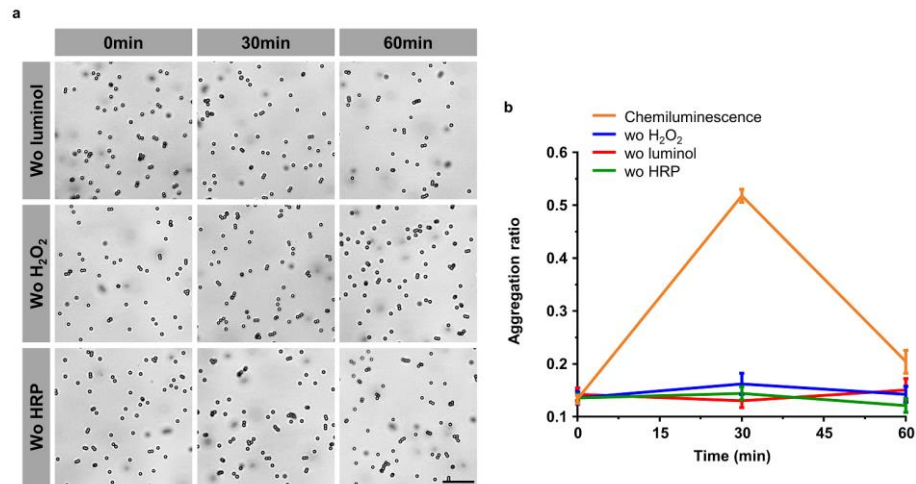 a
0min 30min 60min
Wo luminol
Wo H₂O₂
Wo HRP
b
Chemiluminescence
wo H₂O₂
wo luminol
wo HRP
Aggregation ratio
0.6
0.5
0.4
0.3
0.2
0.1
0 15 30 45 60
Time (min)